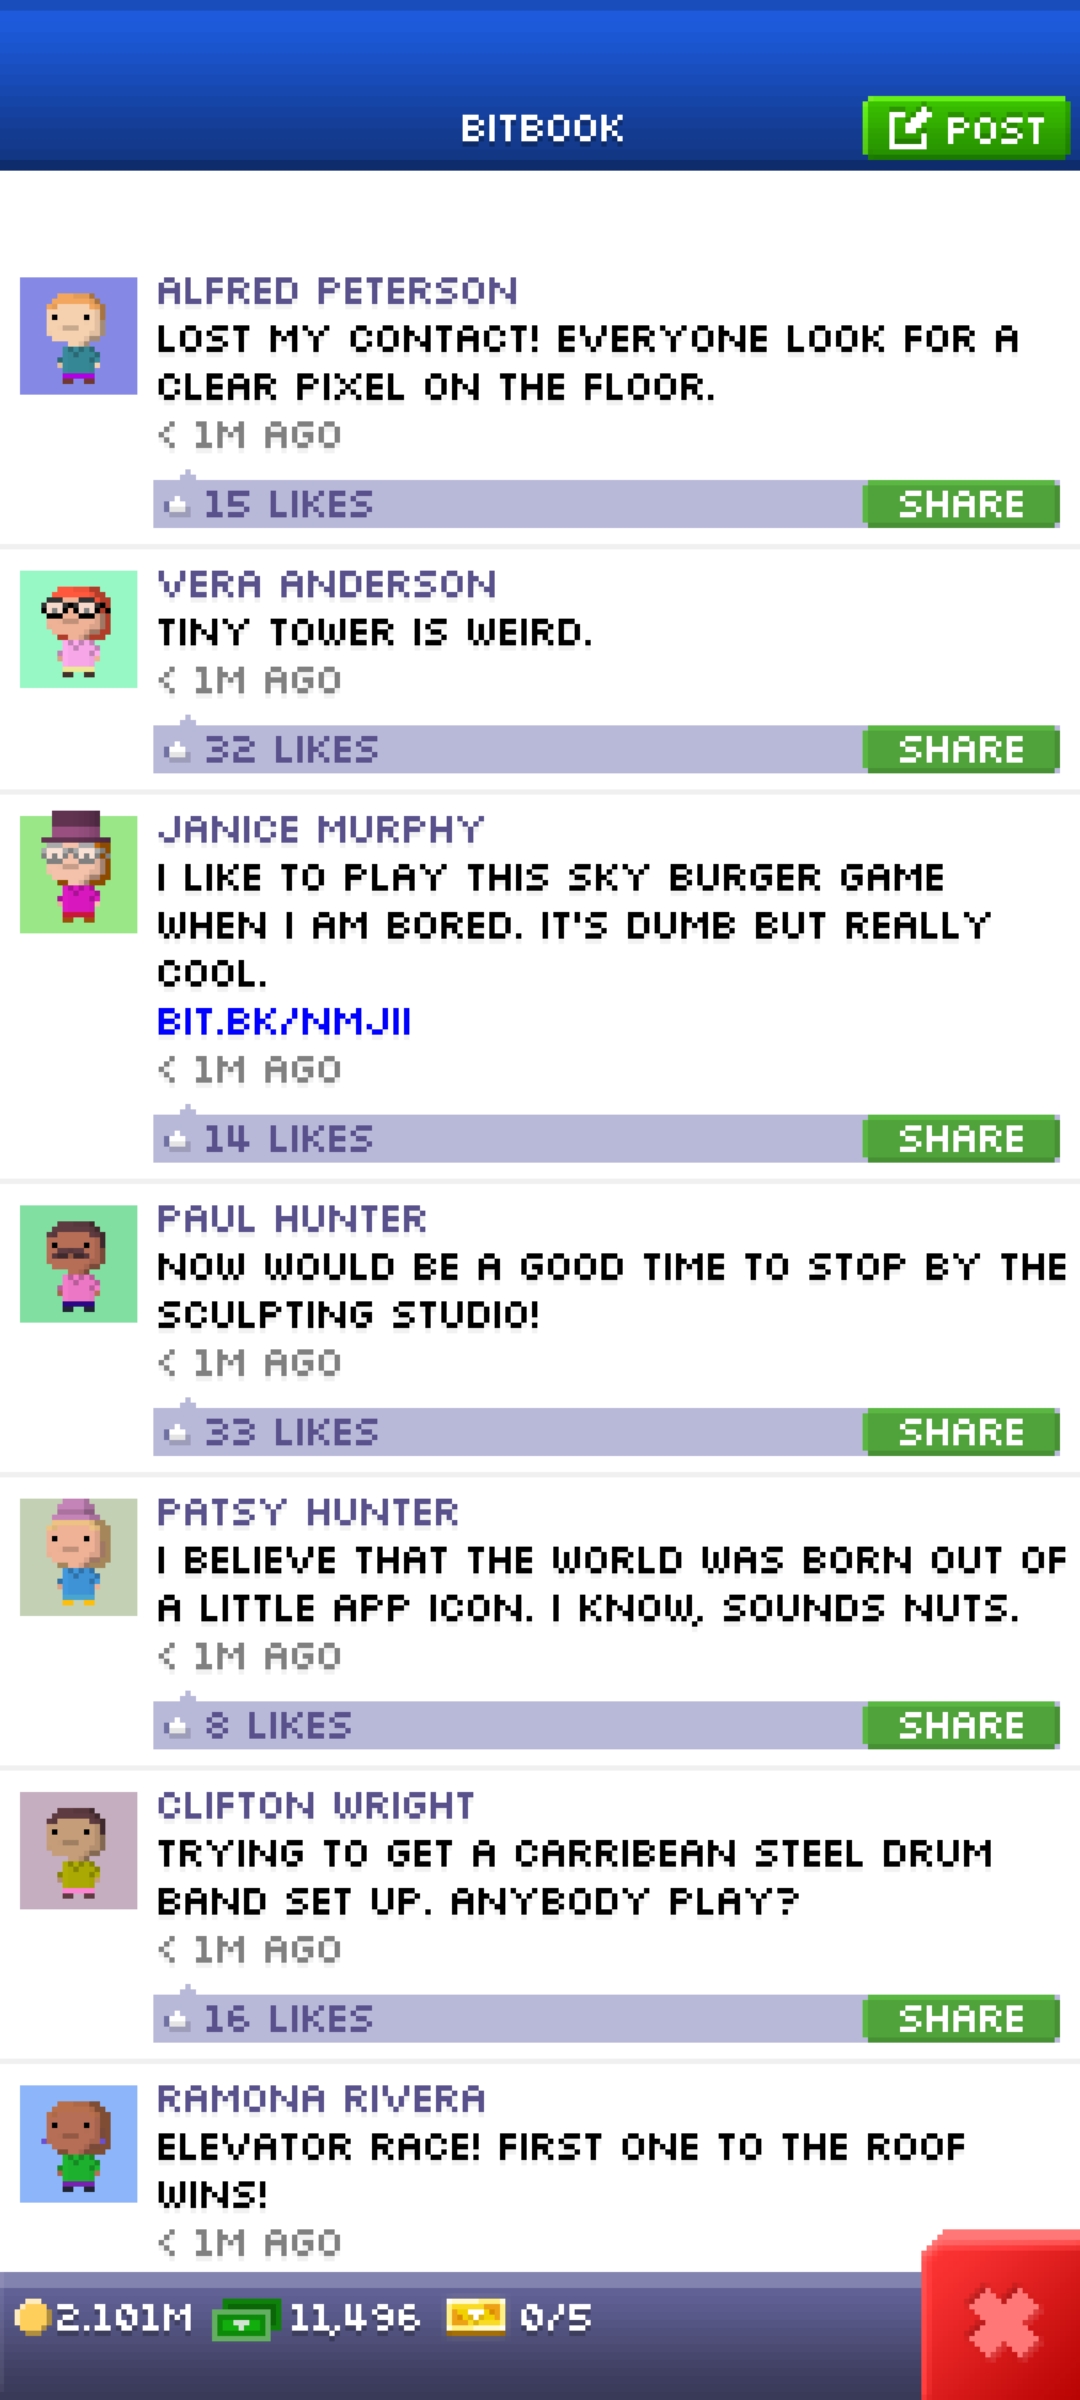 BITBOOK
POST
ALFRED PETERSON
LOST MY CONTACT! EVERYONE LOOK FOR A
CLEAR PIXEL ON THE FLOOR.
< 1M AGO
15 LIKES
SHARE
VERA ANDERSON
TINY TOWER IS WEIRD.
< 1M AGO
32 LIKES
SHARE
JANICE MURPHY
I LIKE TO PLAY THIS SKY BURGER GAME
WHEN I AM BORED. IT'S DUMB BUT REALLY
COOL.
BIT.BK/NMJII
< 1M AGO
14 LIKES
SHARE
PAUL HUNTER
NOW WOULD BE A GOOD TIME TO STOP BY THE
SCULPTING STUDIO!
< 1M AGO
33 LIKES
SHARE
PATSY HUNTER
I BELIEVE THAT THE WORLD WAS BORN OUT OF
A LITTLE APP ICON. I KNOW, SOUNDS NUTS.
< 1M AGO
8 LIKES
SHARE
CLIFTON WRIGHT
TRYING TO GET A CARRIBEAN STEEL DRUM
BAND SET UP. ANYBODY PLAY?
< 1M AGO
16 LIKES
SHARE
RAMONA RIVERA
ELEVATOR RACE! FIRST ONE TO THE ROOF
WINS!
< 1M AGO
2.101M 11,496 0/5